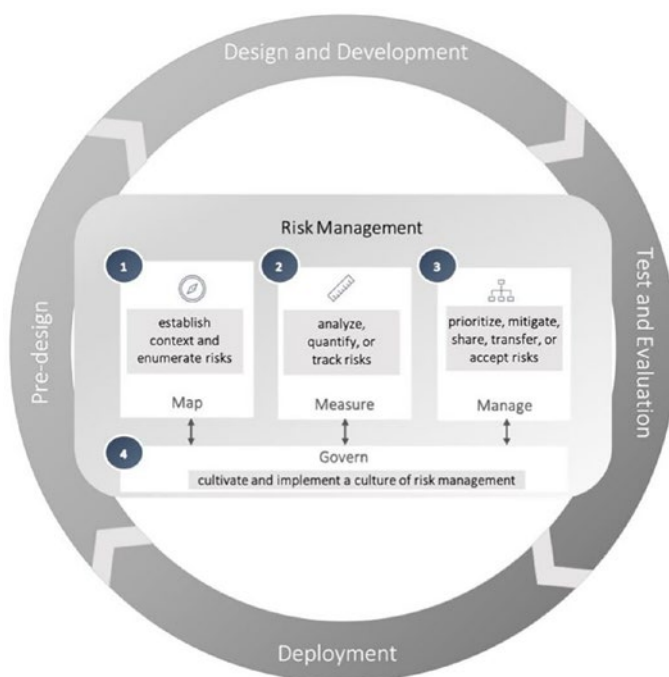 Design and Development
Pre-design
Test and Evaluation
Risk Management
1
establish
context and
enumerate risks
Map
2
analyze,
quantify, or
track risks
Measure
3
prioritize, mitigate,
share, transfer, or
accept risks
Manage
4
Govern
cultivate and implement a culture of risk management
Deployment